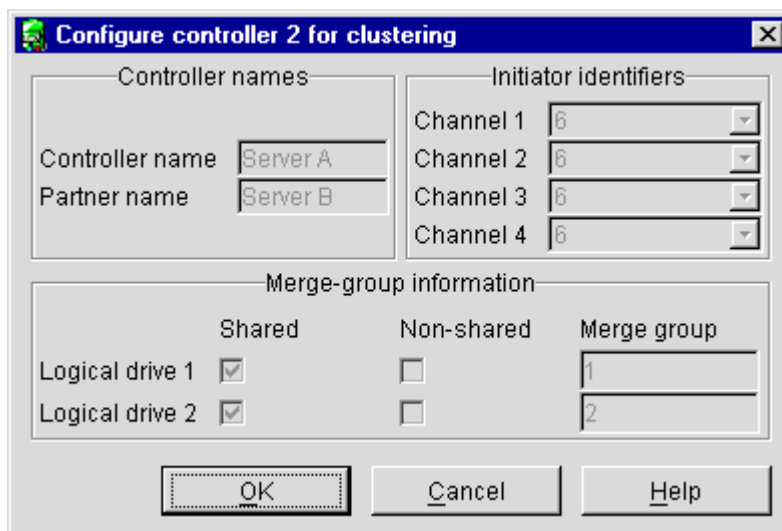 Configure controller 2 for clustering
Controller names
Controller name Server A
Partner name Server B
Initiator identifiers
Channel 1 6
Channel 2 6
Channel 3 6
Channel 4 6
Merge-group information
Shared Non-shared Merge group
Logical drive 1 1
Logical drive 2 2
OK Cancel Help